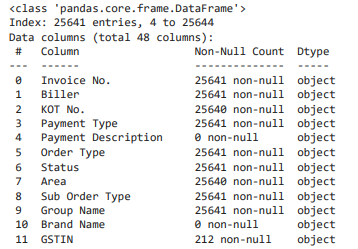 <class 'pandas.core.frame.DataFrame'>
Index: 25641 entries, 4 to 25644
Data columns (total 48 columns):
 #   Column               Non-Null Count  Dtype
---  ------               --------------  -----
 0   Invoice No.          25641 non-null  object
 1   Biller               25641 non-null  object
 2   KOT No.              25640 non-null  object
 3   Payment Type         25641 non-null  object
 4   Payment Description  0 non-null      object
 5   Order Type           25641 non-null  object
 6   Status               25641 non-null  object
 7   Area                 25640 non-null  object
 8   Sub Order Type       25641 non-null  object
 9   Group Name           25641 non-null  object
 10  Brand Name           0 non-null      object
 11  GSTIN                212 non-null    object